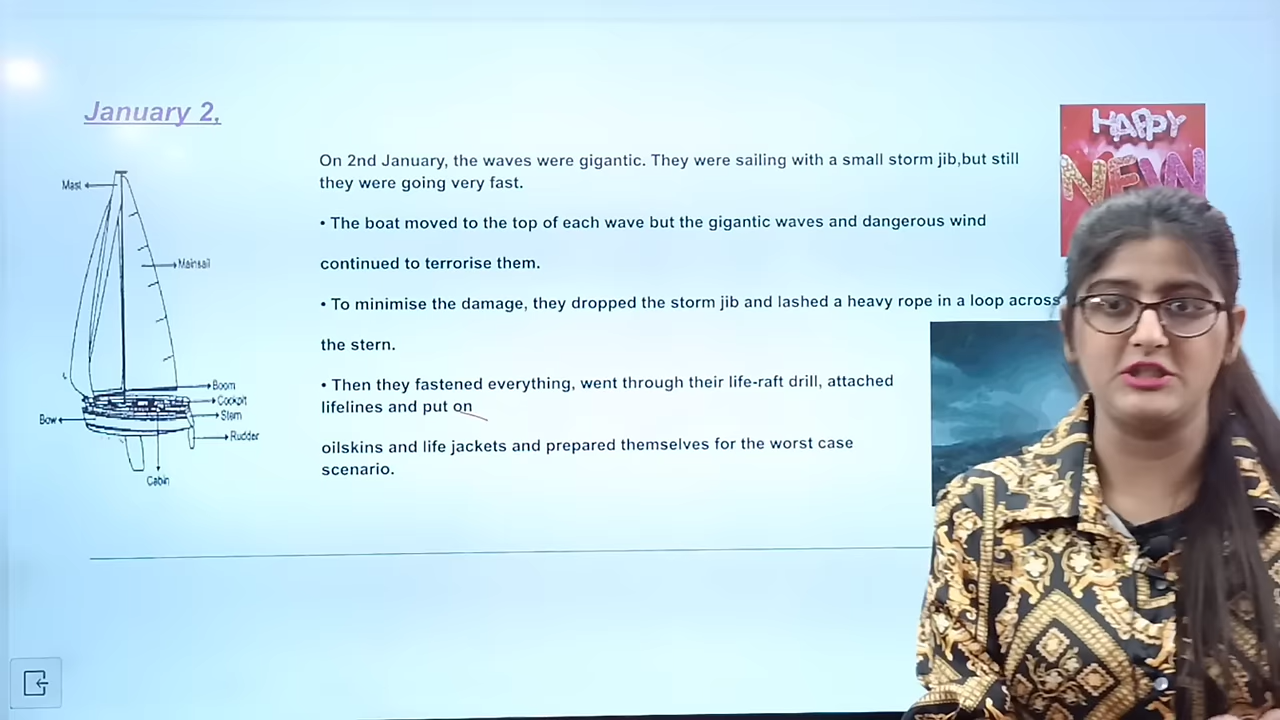 January 2,
HAPPY
NEW
On 2nd January, the waves were gigantic. They were sailing with a small storm jib,but still
they were going very fast.
• The boat moved to the top of each wave but the gigantic waves and dangerous wind
continued to terrorise them.
• To minimise the damage, they dropped the storm jib and lashed a heavy rope in a loop across
the stern.
• Then they fastened everything, went through their life-raft drill, attached
lifelines and put on
oilskins and life jackets and prepared themselves for the worst case
scenario.
Mast
Mainsail
Boom
Cockpit
Stern
Bow
Rudder
Cabin